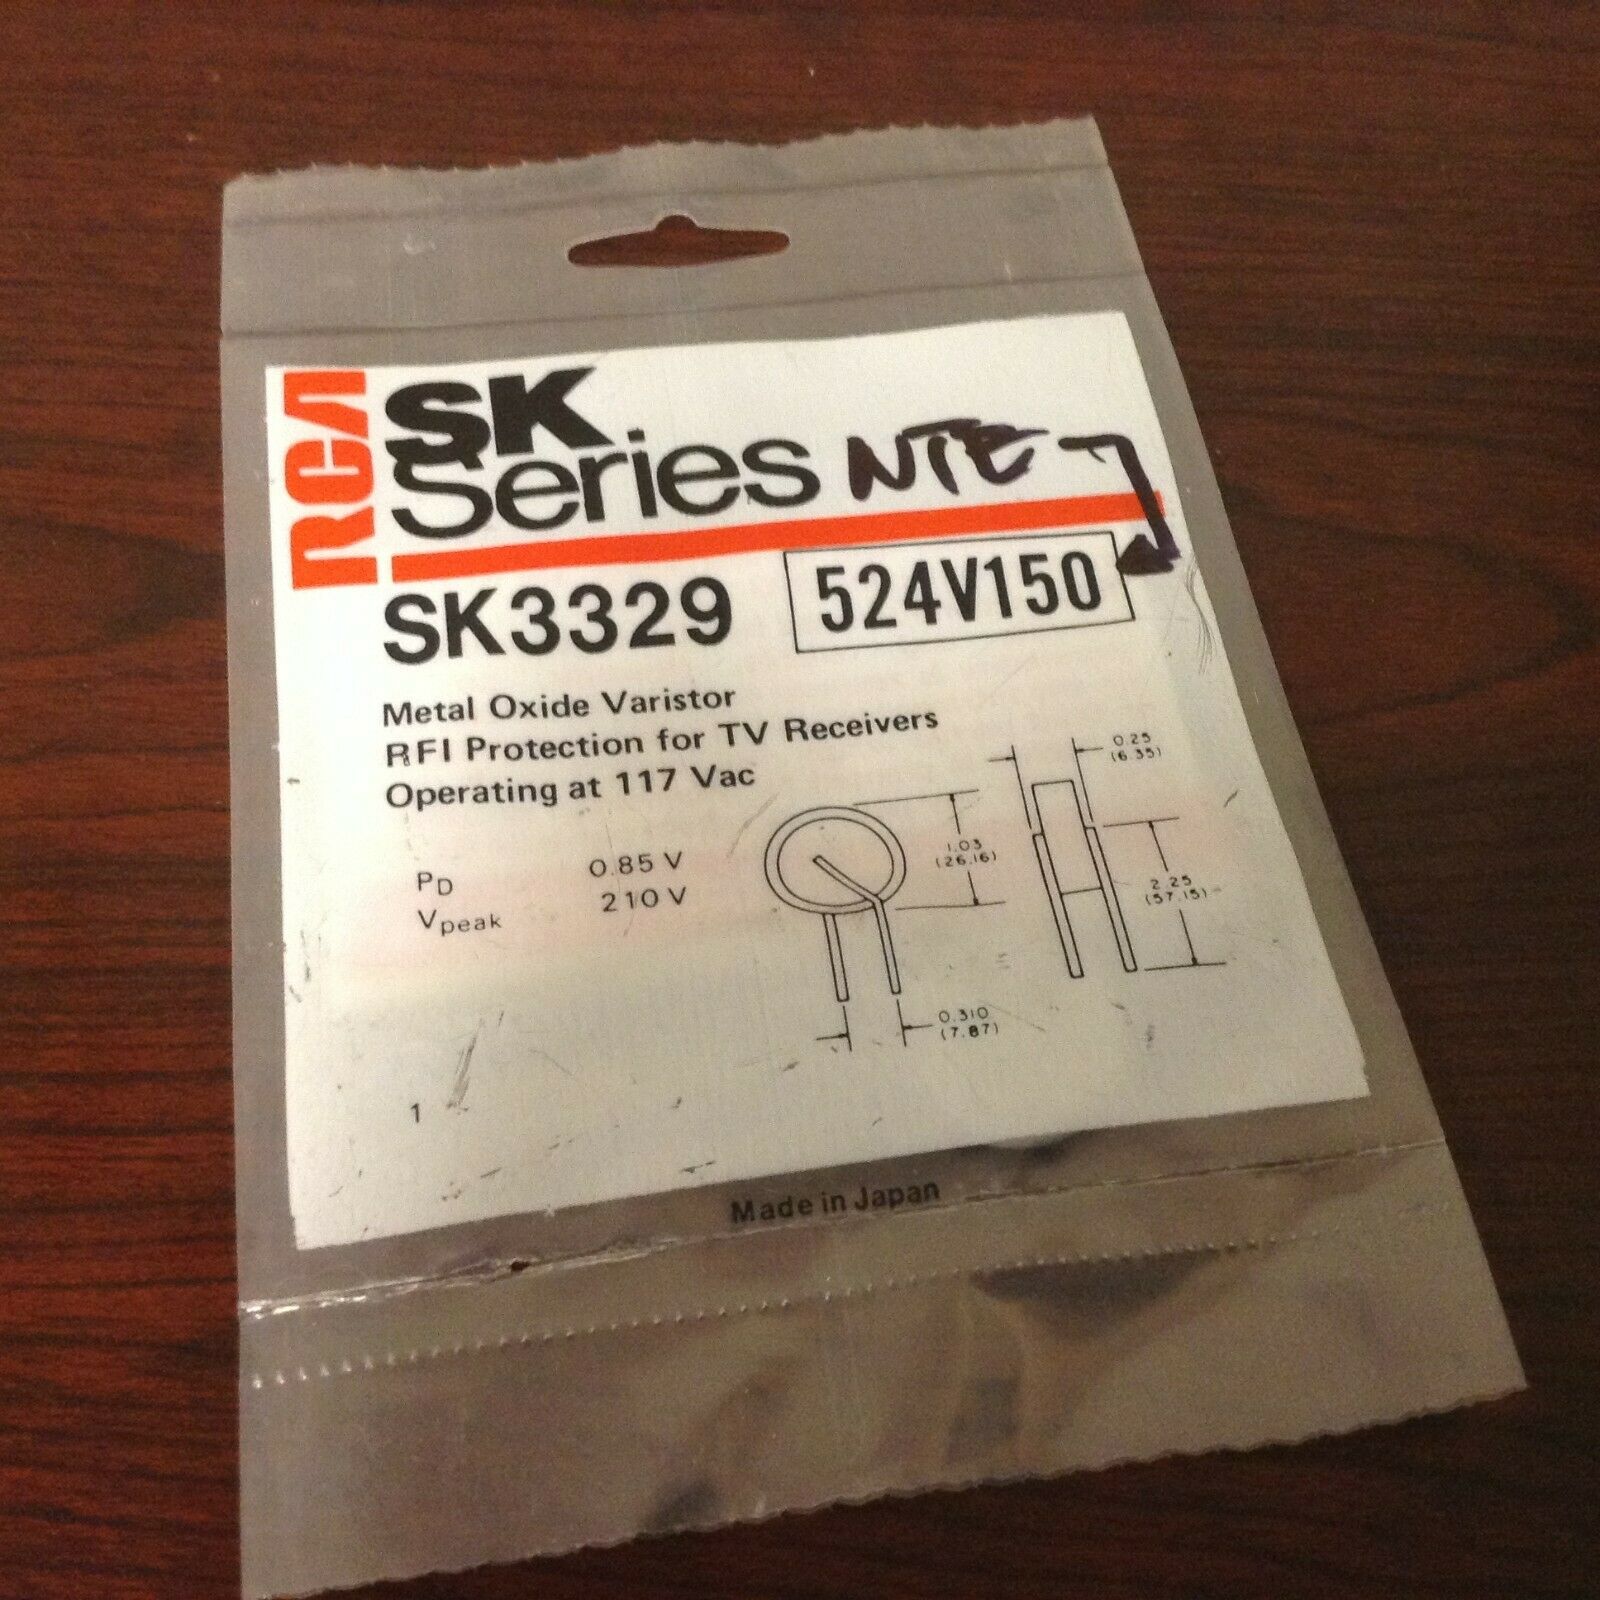 RCA
SK
Series NTE
SK3329 524V150
Metal Oxide Varistor
RFI Protection for TV Receivers
Operating at 117 Vac
PD 0.85 V
Vpeak 210 V
0.25
(6.35)
1.03
(26.16)
2.25
(57.15)
0.310
(7.87)
1
Made in Japan